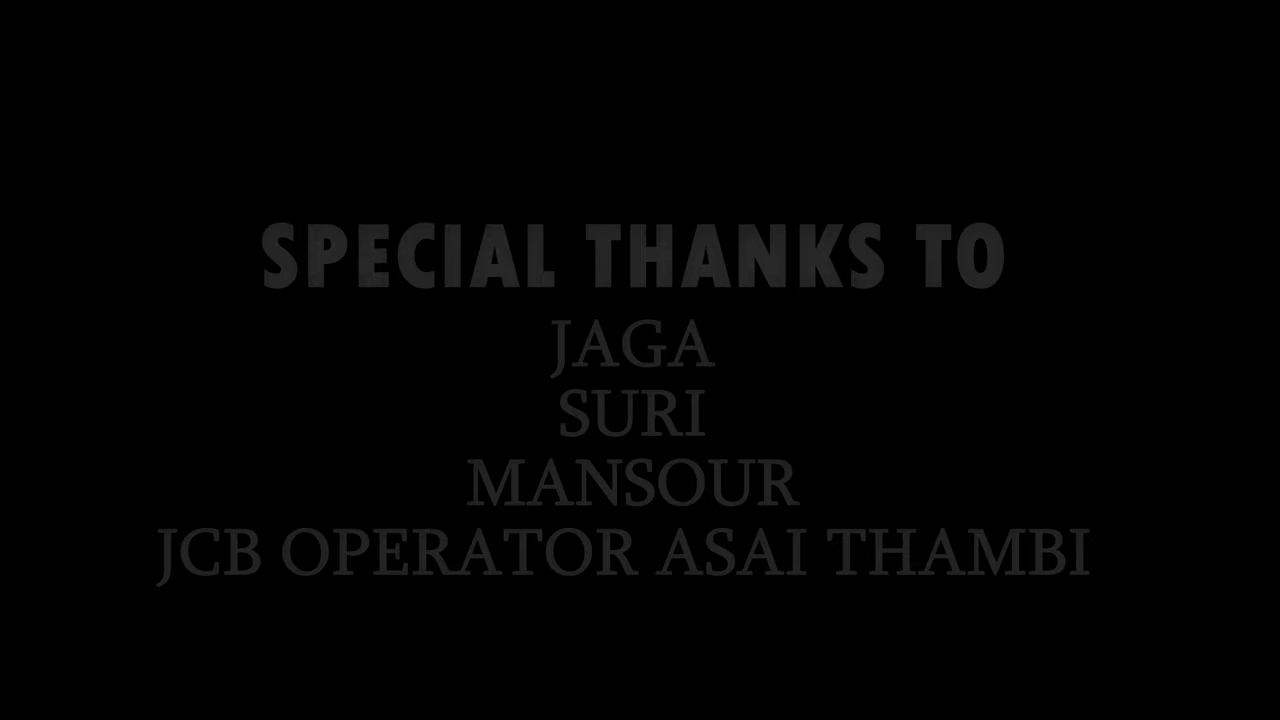 SPECIAL THANKS TO
JAGA
SURI
MANSOUR
JCB OPERATOR ASAI THAMBI